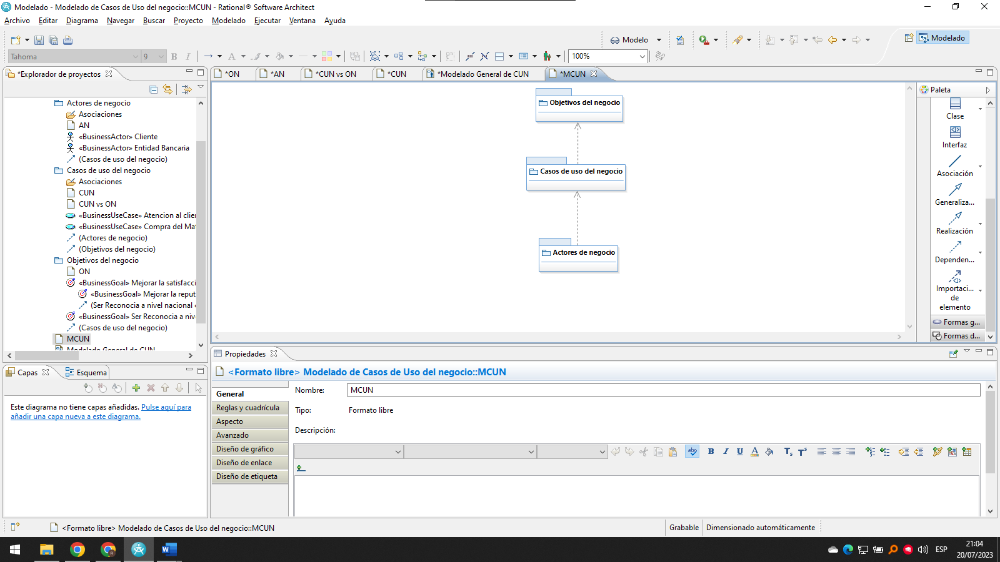 Modelado - Modelado de Casos de Uso del negocio::MCUN - Rational® Software Architect
Archivo Editar Diagrama Navegar Buscar Proyecto Modelado Ejecutar Ventana Ayuda
Modelo
Modelado
Tahoma 9 B I A 100%
*Explorador de proyectos
*ON *AN *CUN vs ON *CUN *Modelado General de CUN *MCUN
Actores de negocio
Asociaciones
AN
«BusinessActor» Cliente
«BusinessActor» Entidad Bancaria
(Casos de uso del negocio)
Casos de uso del negocio
Asociaciones
CUN
CUN vs ON
«BusinessUseCase» Atencion al clie
«BusinessUseCase» Compra del Ma
(Actores de negocio)
(Objetivos del negocio)
Objetivos del negocio
ON
«BusinessGoal» Mejorar la satisfacci
«BusinessGoal» Mejorar la reput
(Ser Reconocia a nivel nacional
«BusinessGoal» Ser Reconocia a niv
(Casos de uso del negocio)
MCUN
Modelado General de CUN
Objetivos del negocio
Casos de uso del negocio
Actores de negocio
Paleta
Clase
Interfaz
Asociación
Generaliza...
Realización
Dependen...
Importaci...
de
elemento
Formas g...
Formas d...
Capas Esquema
Este diagrama no tiene capas añadidas. Pulse aquí para
añadir una capa nueva a este diagrama.
Propiedades
<Formato libre> Modelado de Casos de Uso del negocio::MCUN
General
Reglas y cuadrícula
Aspecto
Avanzado
Diseño de gráfico
Diseño de enlace
Diseño de etiqueta
Nombre: MCUN
Tipo: Formato libre
Descripción:
abc B I U A T s T s
<Formato libre> Modelado de Casos de Uso del negocio::MCUN
Grabable Dimensionado automáticamente
ESP
21:04
20/07/2023